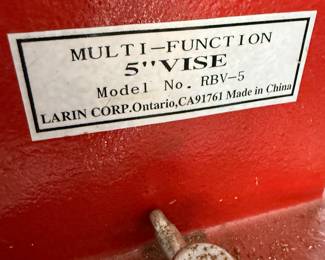 MULTI-FUNCTION
5"VISE
Model No. RBV-5
LARIN CORP.Ontario,CA91761 Made in China